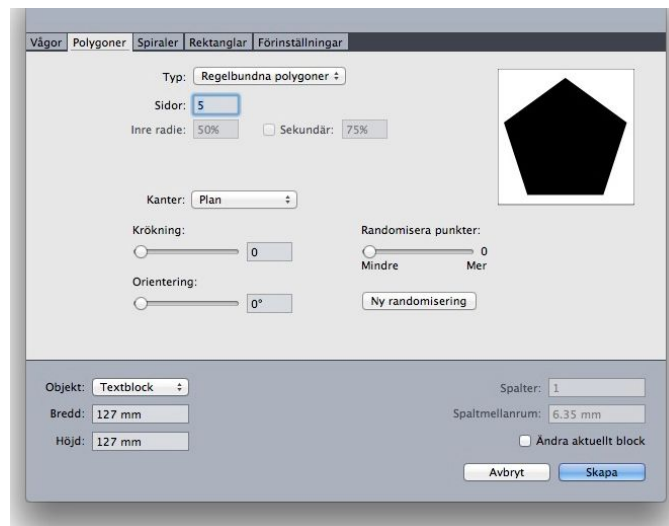 Vågor Polygoner Spiraler Rektanglar Förinställningar
Typ: Regelbundna polygoner
Sidor: 5
Inre radie: 50% Sekundär: 75%
Kanter: Plan
Krökning:
0
Randomisera punkter:
0
Mindre Mer
Orientering:
0°
Ny randomisering
Objekt: Textblock
Bredd: 127 mm
Höjd: 127 mm
Spalter: 1
Spaltmellanrum: 6.35 mm
Ändra aktuellt block
Avbryt Skapa